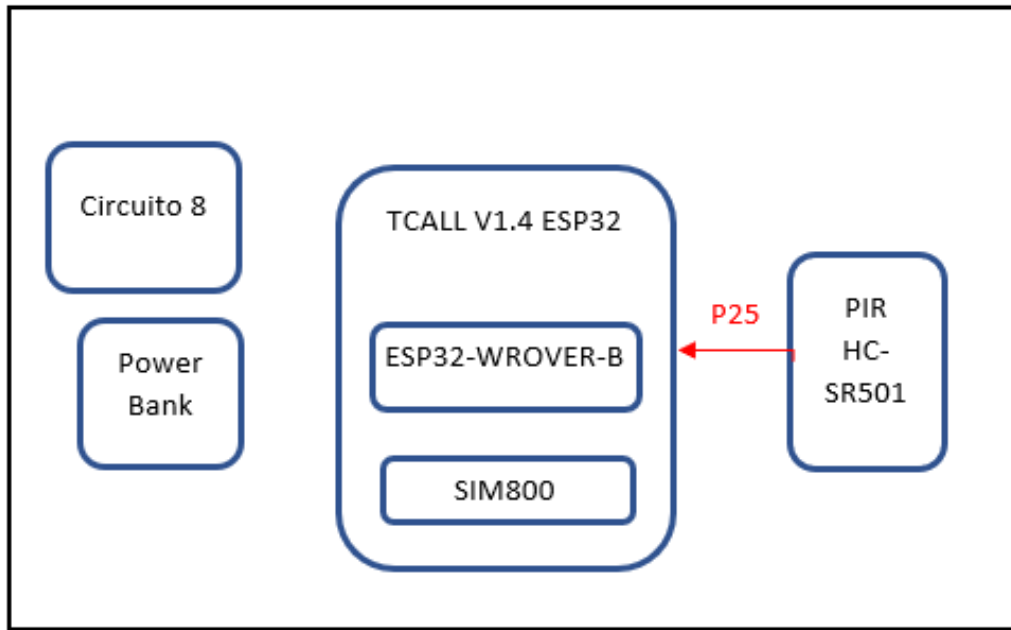 Circuito 8
Power
Bank
TCALL V1.4 ESP32
ESP32-WROVER-B
SIM800
P25
PIR
HC-
SR501